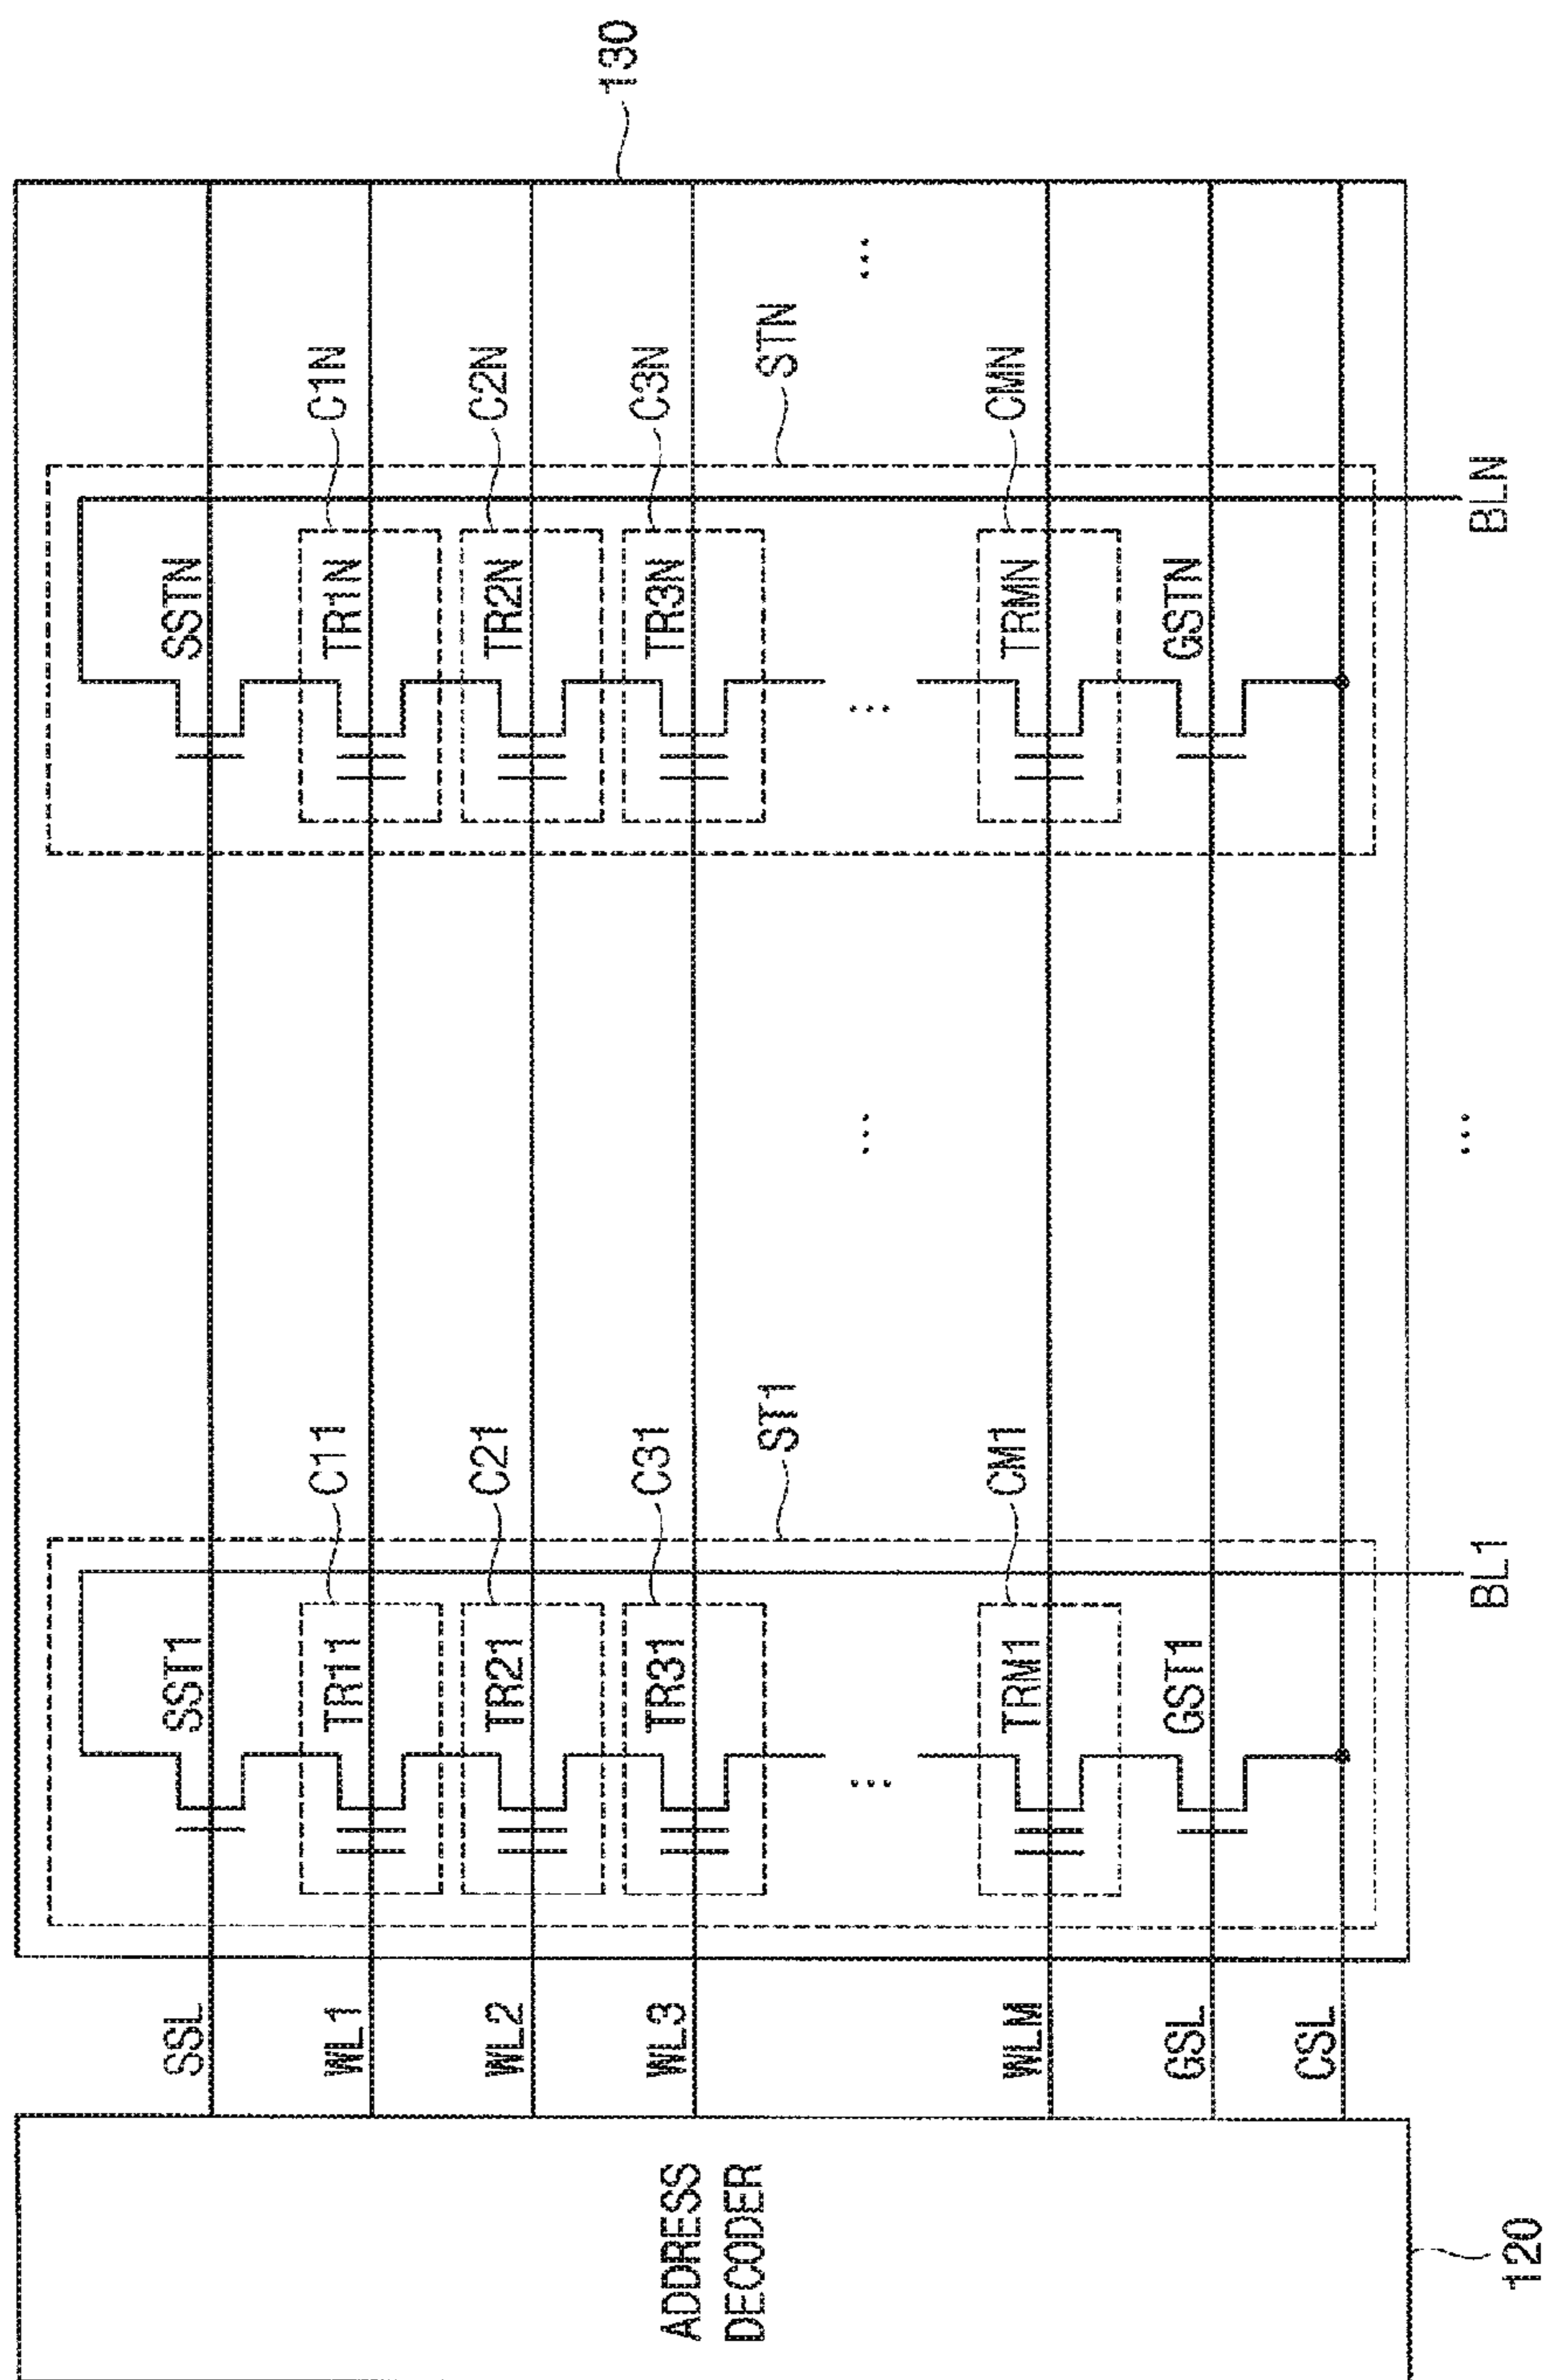 130
SSL
SST1
SSTN
WL1
TR11
C11
TR1N
C1N
WL2
TR21
C21
TR2N
C2N
WL3
TR31
C31
TR3N
C3N
ADDRESS
DECODER
ST1
STN
...
...
...
...
WLM
TRM1
CM1
TRMN
CMN
GSL
GST1
GSTN
CSL
BL1
...
BLN
120